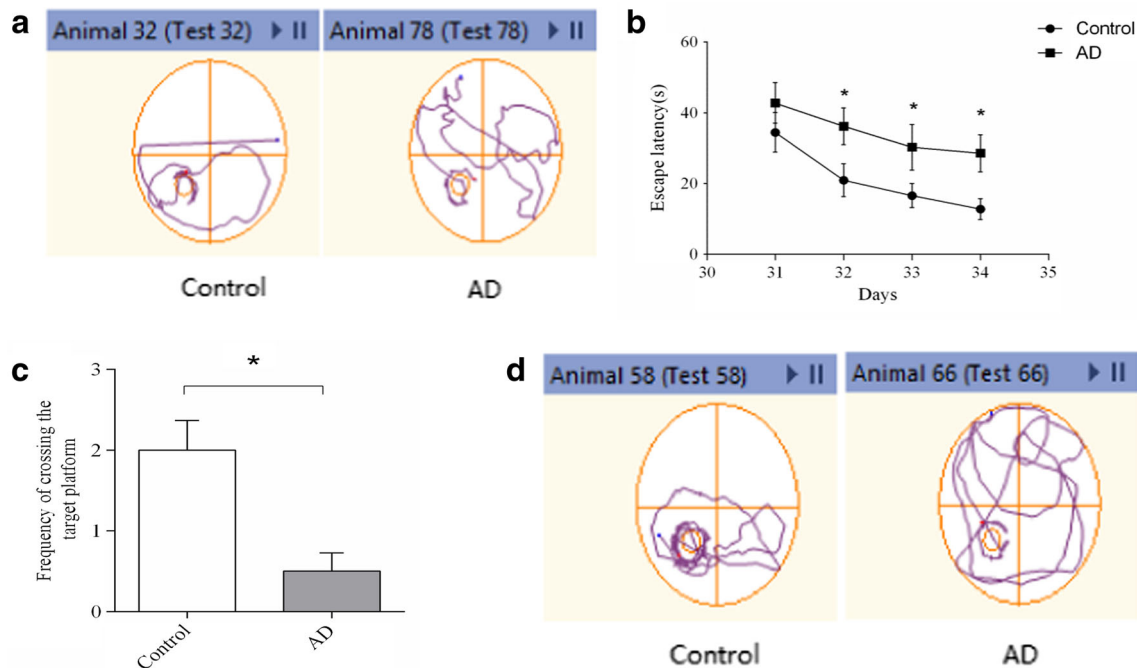 a
Animal 32 (Test 32)
Animal 78 (Test 78)
Control
AD
b
Control
AD
Escape latency(s)
60
40
20
0
* * *
30 31 32 33 34 35
Days
c
Frequency of crossing the
target platform
3
2
1
0
*
Control
AD
d
Animal 58 (Test 58)
Animal 66 (Test 66)
Control
AD